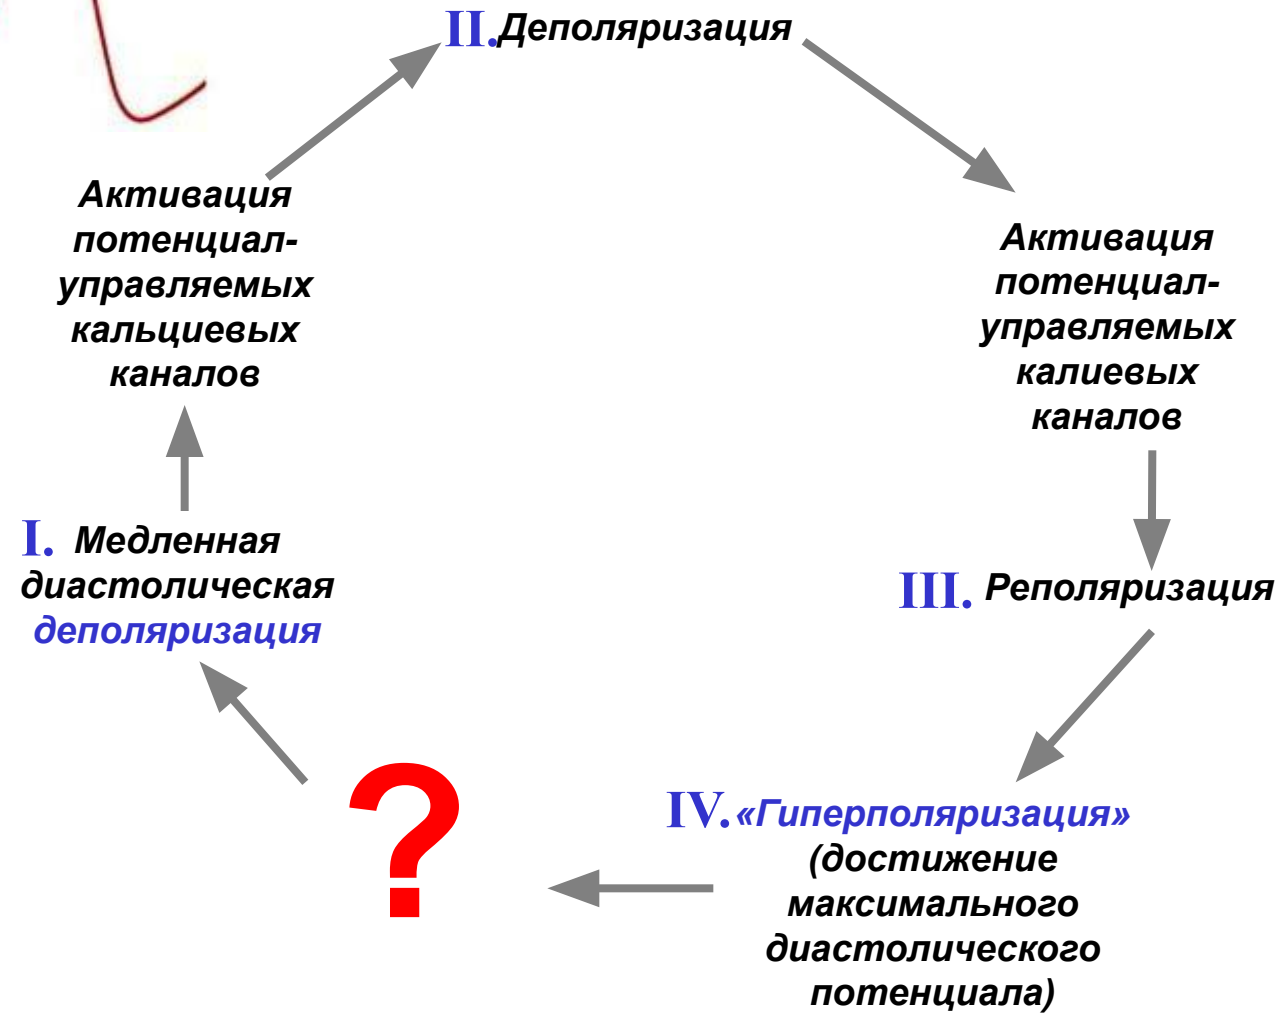 II. Деполяризация
Активация
потенциал-
управляемых
кальциевых
каналов
Активация
потенциал-
управляемых
калиевых
каналов
I. Медленная
диастолическая
деполяризация
III. Реполяризация
?
IV. «Гиперполяризация»
(достижение
максимального
диастолического
потенциала)